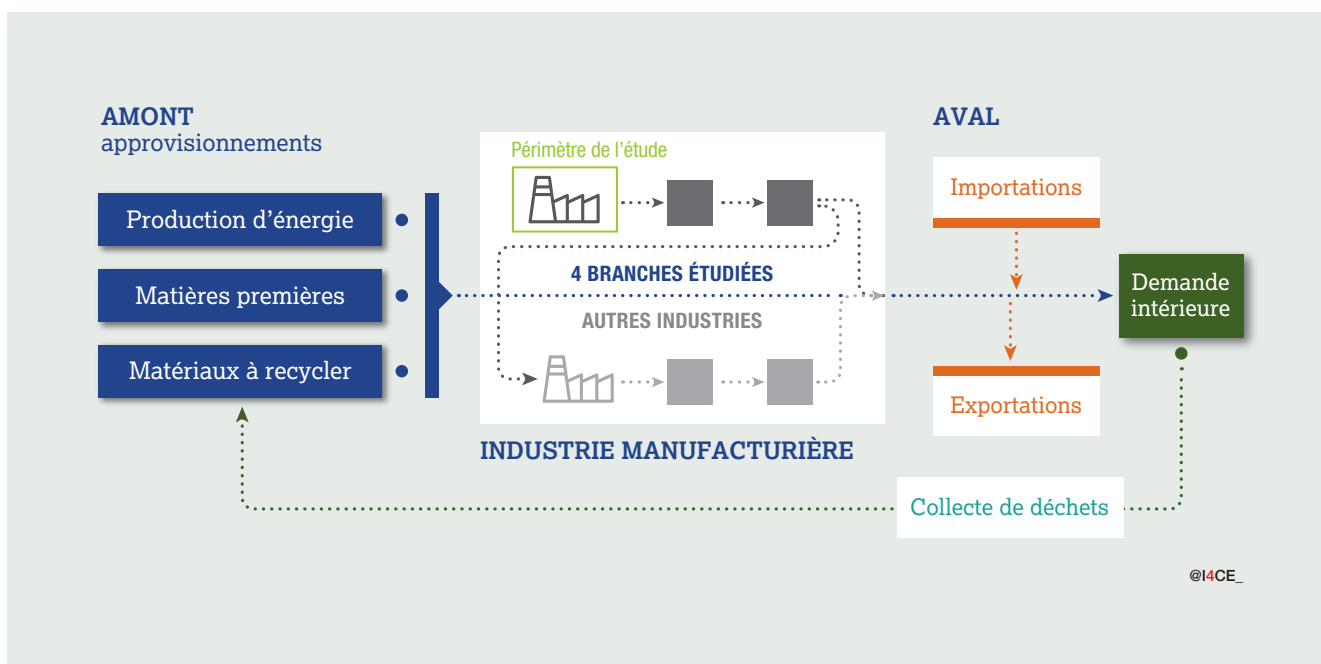 AMONT
approvisionnements
Production d’énergie
Matières premières
Matériaux à recycler
Périmètre de l’étude
4 BRANCHES ÉTUDIÉES
AUTRES INDUSTRIES
INDUSTRIE MANUFACTURIÈRE
AVAL
Importations
Exportations
Demande
intérieure
Collecte de déchets
@I4CE_